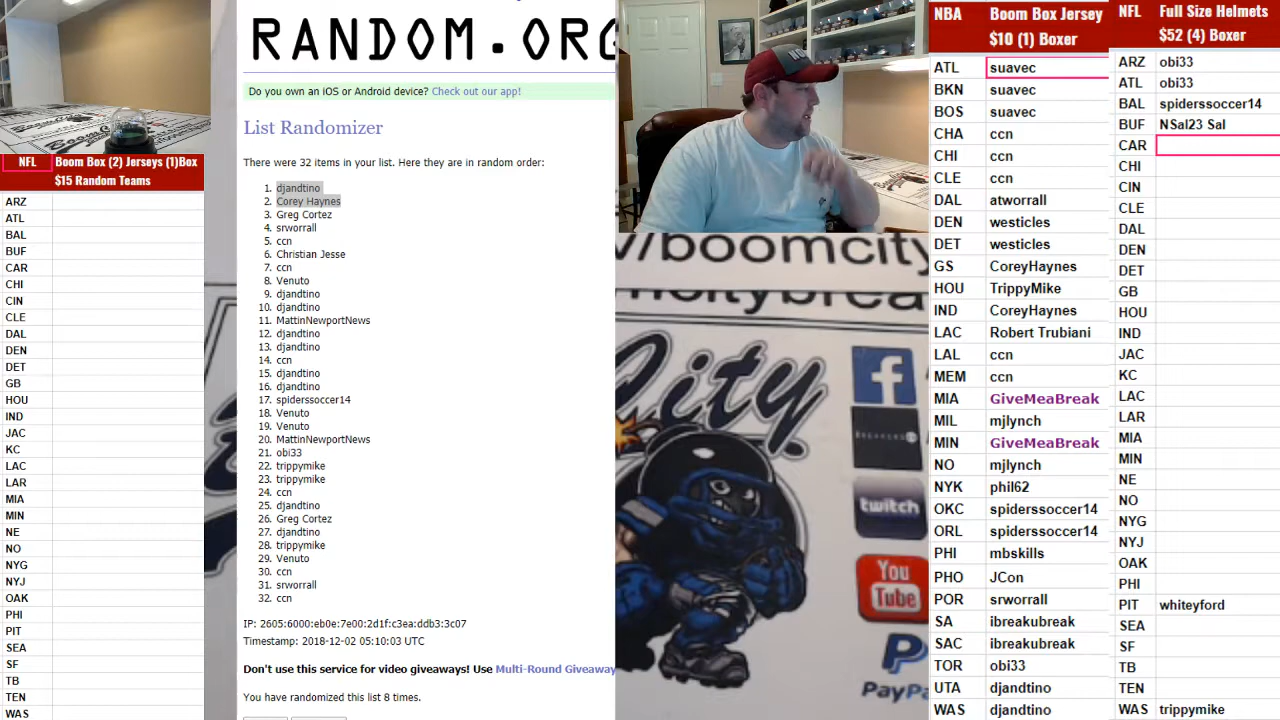 NFL Boom Box (2) Jerseys (1)Box
$15 Random Teams
ARZ
ATL
BAL
BUF
CAR
CHI
CIN
CLE
DAL
DEN
DET
GB
HOU
IND
JAC
KC
LAC
LAR
MIA
MIN
NE
NO
NYG
NYJ
OAK
PHI
PIT
SEA
SF
TB
TEN
WAS
RANDOM.ORG
Do you own an iOS or Android device? Check out our app!
List Randomizer
There were 32 items in your list. Here they are in random order:
1. djandtino
2. Corey Haynes
3. Greg Cortez
4. srworrall
5. ccn
6. Christian Jesse
7. ccn
8. Venuto
9. djandtino
10. djandtino
11. MattinNewportNews
12. djandtino
13. djandtino
14. ccn
15. djandtino
16. djandtino
17. spiderssoccer14
18. Venuto
19. Venuto
20. MattinNewportNews
21. obi33
22. trippymike
23. trippymike
24. ccn
25. djandtino
26. Greg Cortez
27. djandtino
28. trippymike
29. Venuto
30. ccn
31. srworrall
32. ccn
IP: 2605:6000:eb0e:7e00:2d1f:c3ea:ddb3:3c07
Timestamp: 2018-12-02 05:10:03 UTC
Don't use this service for video giveaways! Use Multi-Round Giveaway
You have randomized this list 8 times.
v/boomcity
City
twitch
You
Tube
PayPa
NBA Boom Box Jersey
$10 (1) Boxer
ATL suavec
BKN suavec
BOS suavec
CHA ccn
CHI ccn
CLE ccn
DAL atworrall
DEN westicles
DET westicles
GS CoreyHaynes
HOU TrippyMike
IND CoreyHaynes
LAC Robert Trubiani
LAL ccn
MEM ccn
MIA GiveMeaBreak
MIL mjlynch
MIN GiveMeaBreak
NO mjlynch
NYK phil62
OKC spiderssoccer14
ORL spiderssoccer14
PHI mbskills
PHO JCon
POR srworrall
SA ibreakubreak
SAC ibreakubreak
TOR obi33
UTA djandtino
WAS djandtino
NFL Full Size Helmets
$52 (4) Boxer
ARZ obi33
ATL obi33
BAL spiderssoccer14
BUF NSal23 Sal
CAR
CHI
CIN
CLE
DAL
DEN
DET
GB
HOU
IND
JAC
KC
LAC
LAR
MIA
MIN
NE
NO
NYG
NYJ
OAK
PHI
PIT whiteyford
SEA
SF
TB
TEN
WAS trippymike